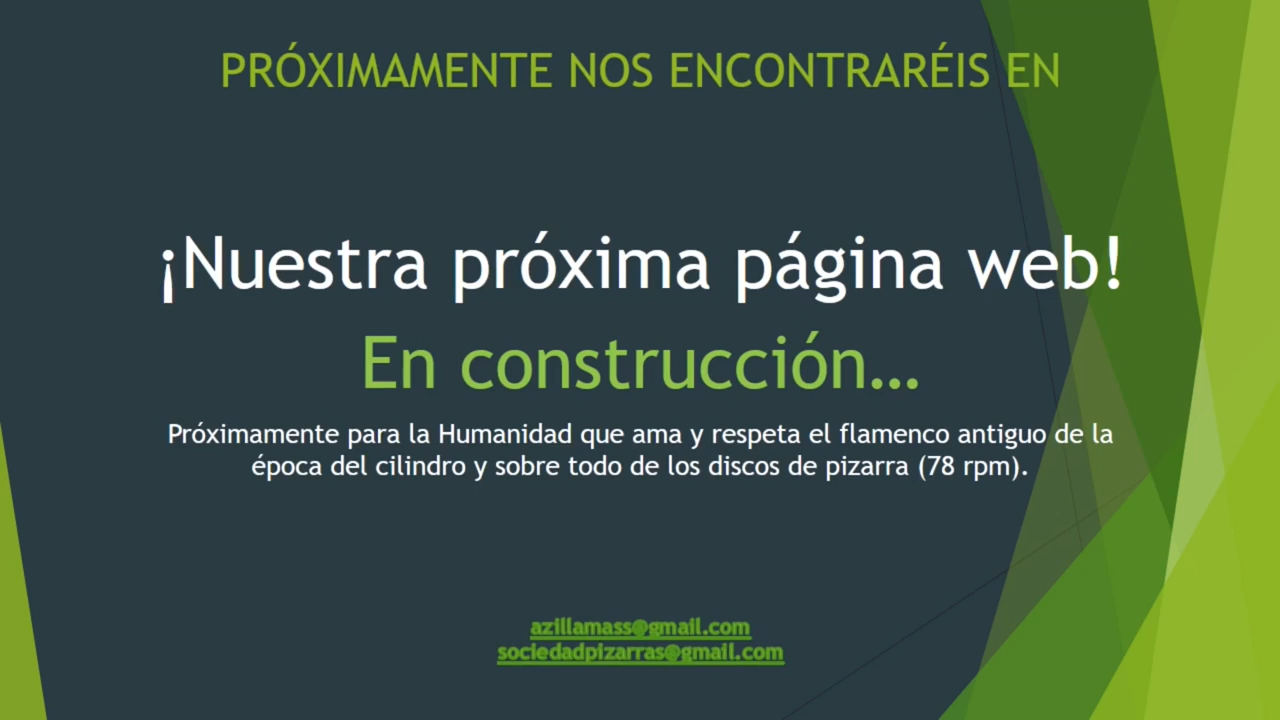 PRÓXIMAMENTE NOS ENCONTRARÉIS EN
¡Nuestra próxima página web!
En construcción…
Próximamente para la Humanidad que ama y respeta el flamenco antiguo de la
época del cilindro y sobre todo de los discos de pizarra (78 rpm).
azillamass@gmail.com
sociedadpizarras@gmail.com